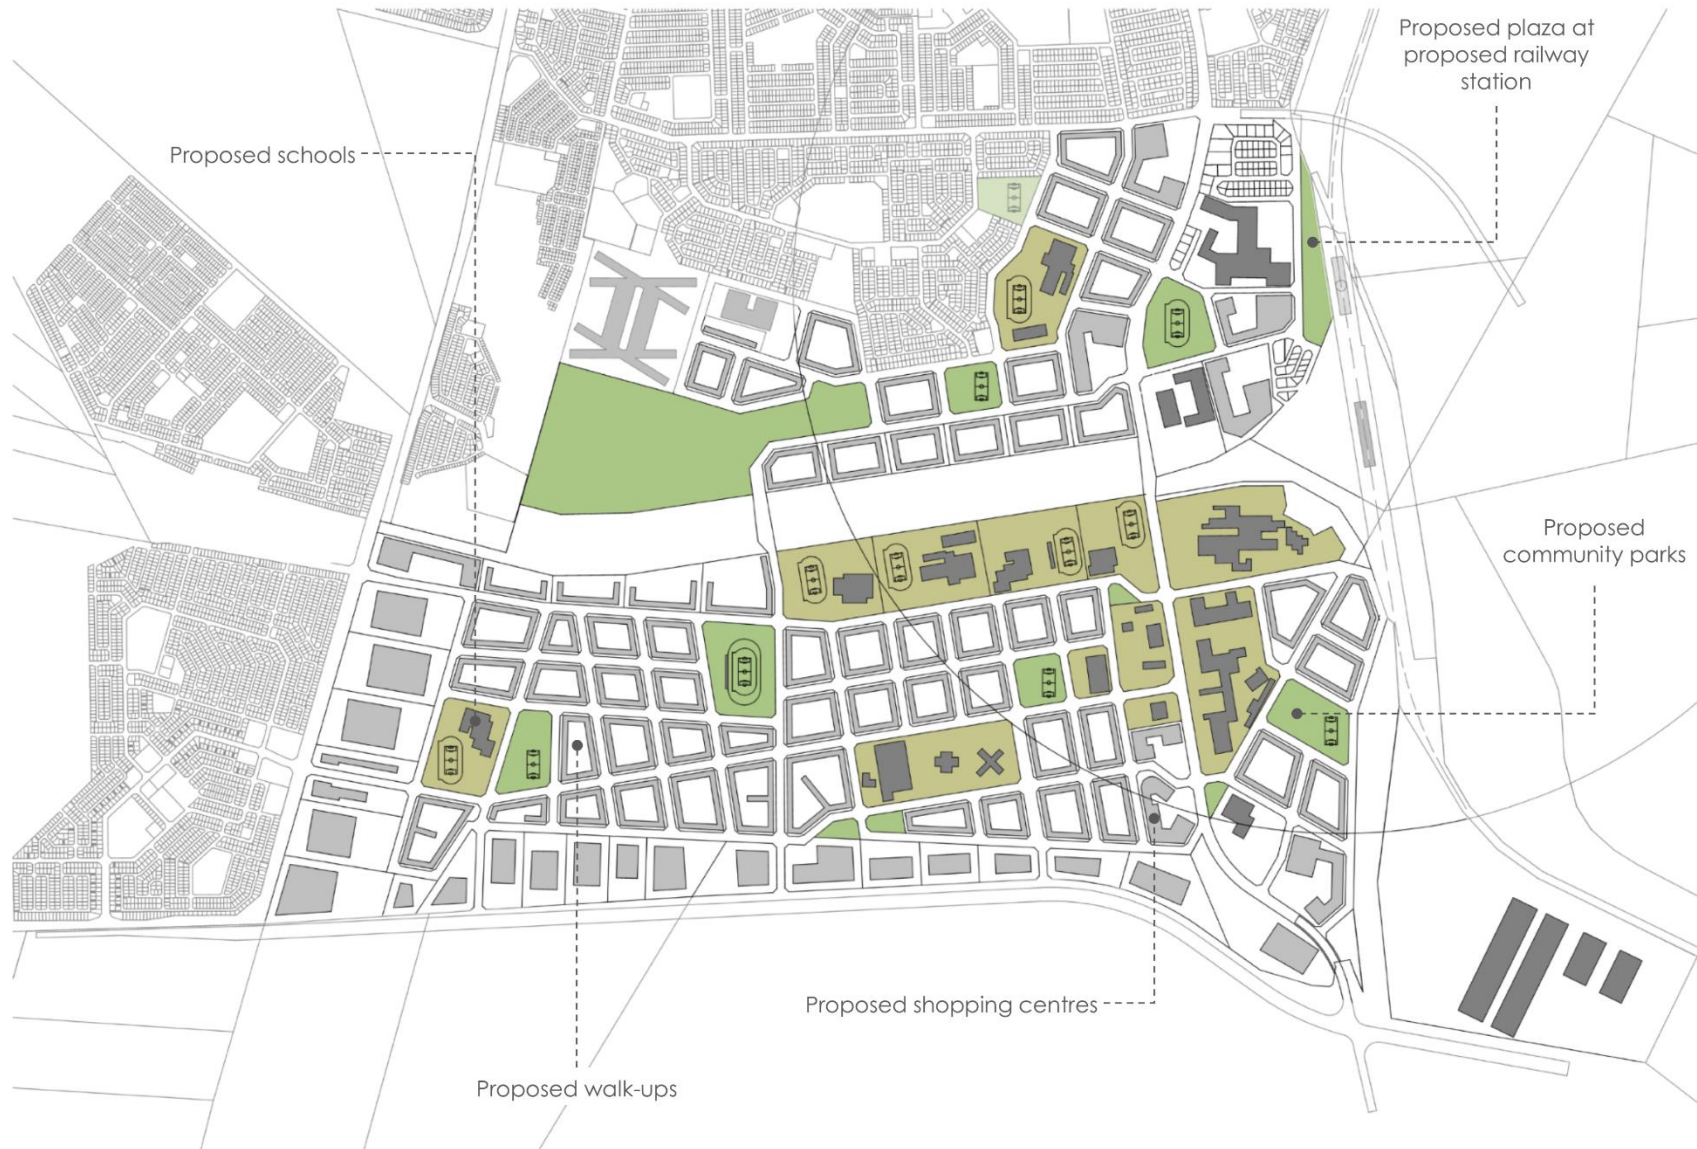 Proposed plaza at
proposed railway
station
Proposed schools
Proposed
community parks
Proposed shopping centres
Proposed walk-ups